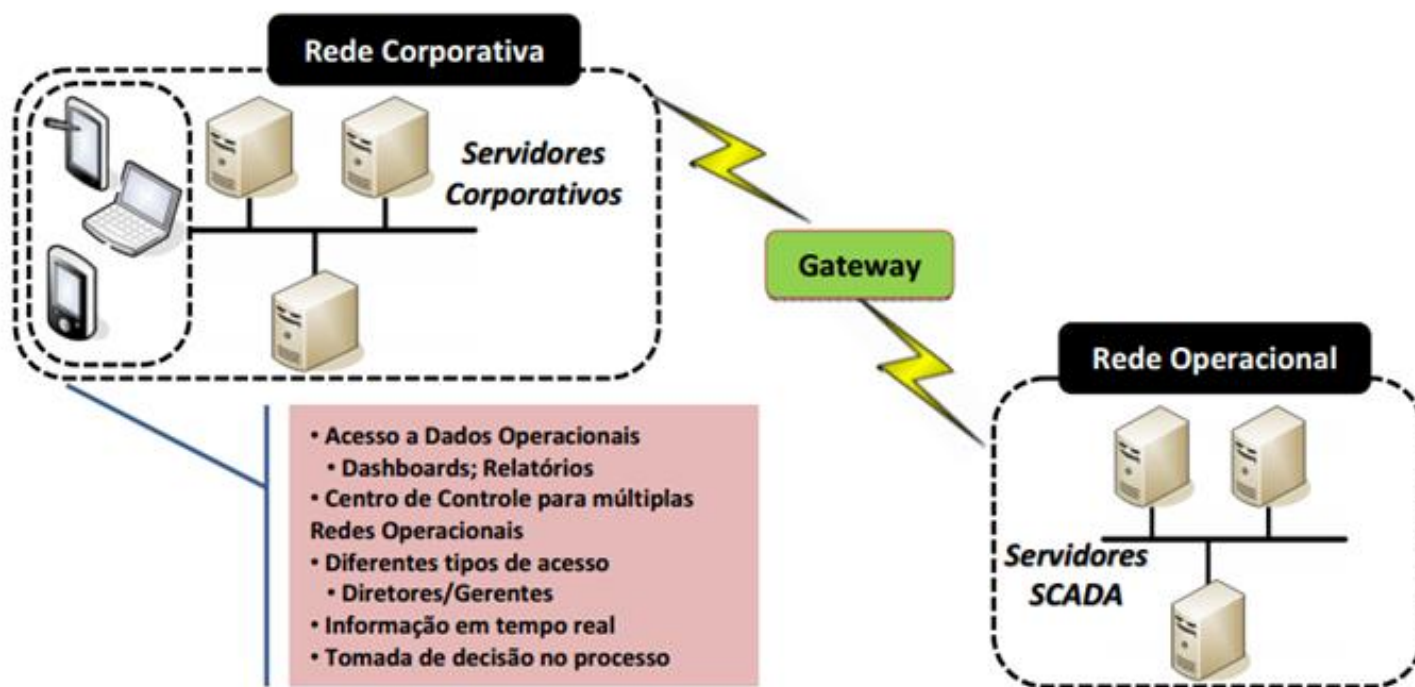 Rede Corporativa
Servidores
Corporativos
Gateway
Rede Operacional
• Acesso a Dados Operacionais
• Dashboards; Relatórios
• Centro de Controle para múltiplas
Redes Operacionais
• Diferentes tipos de acesso
• Diretores/Gerentes
• Informação em tempo real
• Tomada de decisão no processo
Servidores
SCADA